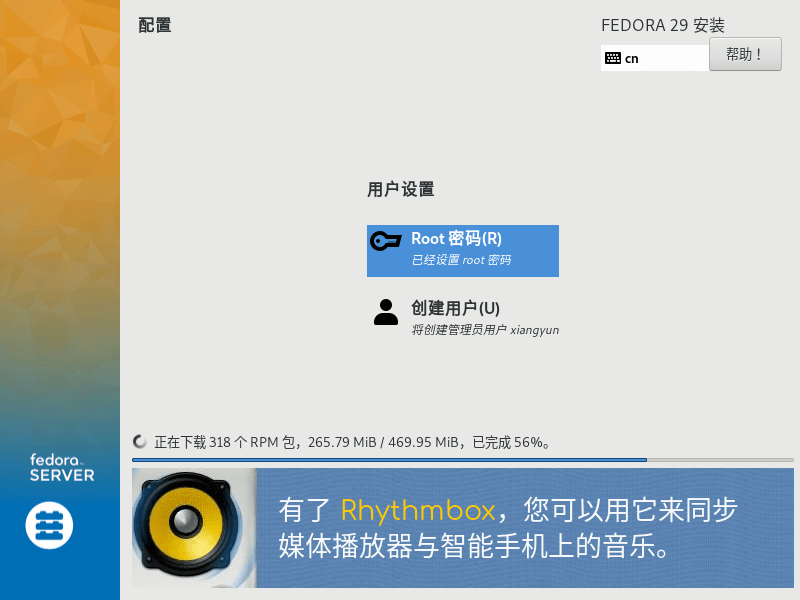 配置
FEDORA 29 安装
cn
帮助！
用户设置
Root 密码(R)
已经设置 root 密码
创建用户(U)
将创建管理员用户 xiangyun
fedora
SERVER
正在下载 318 个 RPM 包，265.79 MiB / 469.95 MiB，已完成 56%。
有了 Rhythmbox，您可以用它来同步
媒体播放器与智能手机上的音乐。